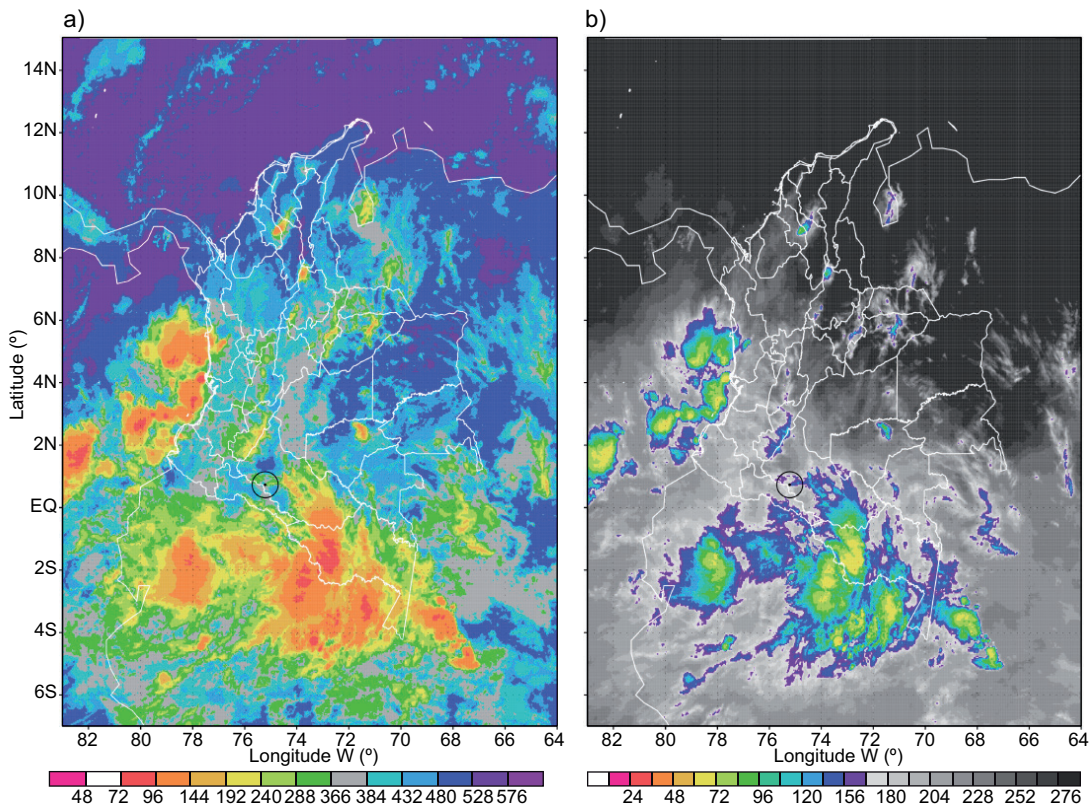 a)
b)
14N
12N
10N
8N
6N
4N
2N
EQ
2S
4S
6S
Latitude (º)
82 80 78 76 74 72 70 68 66 64
82 80 78 76 74 72 70 68 66 64
Longitude W (º)
Longitude W (º)
48 72 96 144 192 240 288 366 384 432 480 528 576
24 48 72 96 120 156 180 204 228 252 276